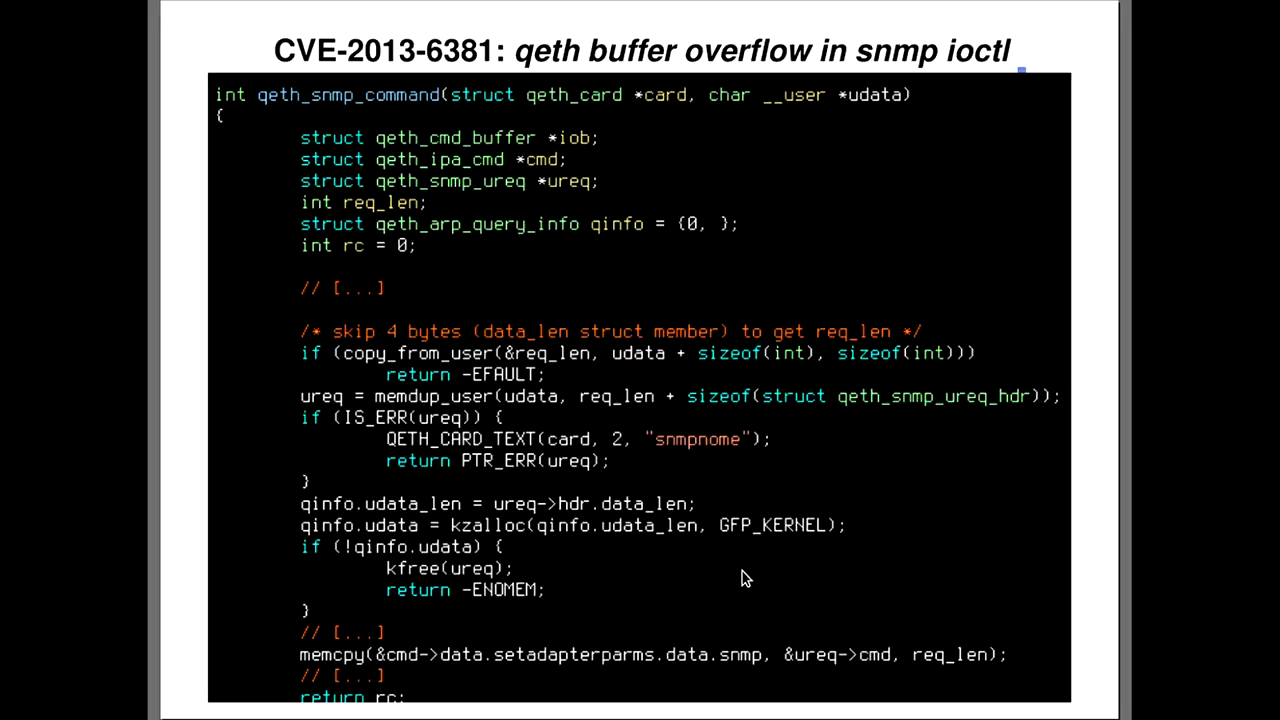 CVE-2013-6381: qeth buffer overflow in snmp ioctl
int qeth_snmp_command(struct qeth_card *card, char __user *udata)
{
struct qeth_cmd_buffer *iob;
struct qeth_ipa_cmd *cmd;
struct qeth_snmp_ureq *ureq;
int req_len;
struct qeth_arp_query_info qinfo = {0, };
int rc = 0;
// [...]
/* skip 4 bytes (data_len struct member) to get req_len */
if (copy_from_user(&req_len, udata + sizeof(int), sizeof(int)))
return -EFAULT;
ureq = memdup_user(udata, req_len + sizeof(struct qeth_snmp_ureq_hdr));
if (IS_ERR(ureq)) {
QETH_CARD_TEXT(card, 2, "snmpnome");
return PTR_ERR(ureq);
}
qinfo.udata_len = ureq->hdr.data_len;
qinfo.udata = kzalloc(qinfo.udata_len, GFP_KERNEL);
if (!qinfo.udata) {
kfree(ureq);
return -ENOMEM;
}
// [...]
memcpy(&cmd->data.setadapterparms.data.snmp, &ureq->cmd, req_len);
// [...]
return rc;